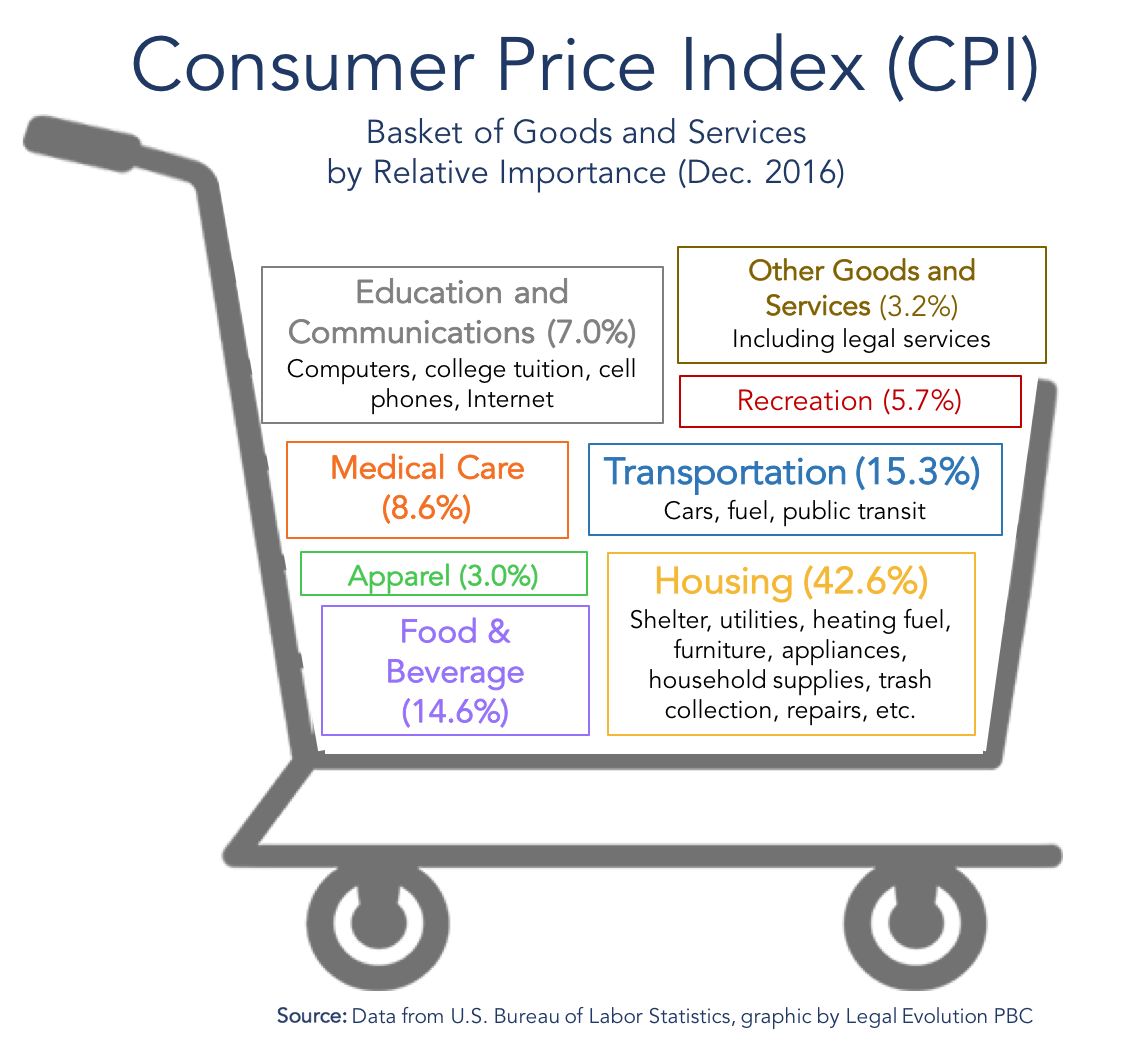 Consumer Price Index (CPI)
Basket of Goods and Services
by Relative Importance (Dec. 2016)
Education and
Communications (7.0%)
Computers, college tuition, cell
phones, Internet
Other Goods and
Services (3.2%)
Including legal services
Recreation (5.7%)
Medical Care
(8.6%)
Transportation (15.3%)
Cars, fuel, public transit
Apparel (3.0%)
Food &
Beverage
(14.6%)
Housing (42.6%)
Shelter, utilities, heating fuel,
furniture, appliances,
household supplies, trash
collection, repairs, etc.
Source: Data from U.S. Bureau of Labor Statistics, graphic by Legal Evolution PBC